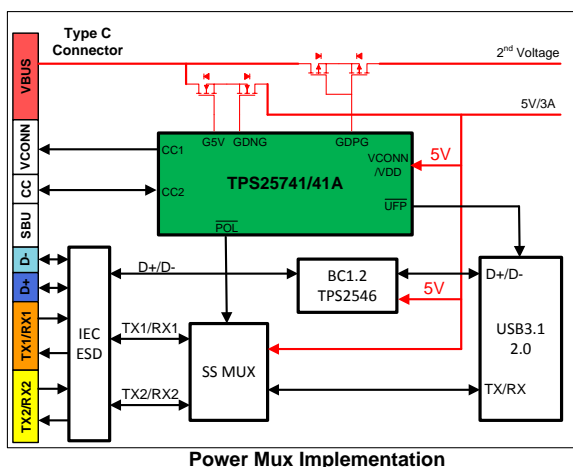 Type C
Connector
2nd Voltage
5V/3A
VBUS
VCONN
CC
SBU
D-
D+
TX1/RX1
TX2/RX2
G5V
GDNG
GDPG
CC1
CC2
TPS25741/41A
VCONN
/VDD
UFP
POL
5V
D+/D-
BC1.2
TPS2546
5V
D+/D-
USB3.1
2.0
TX/RX
IEC
ESD
TX1/RX1
TX2/RX2
SS MUX
Power Mux Implementation